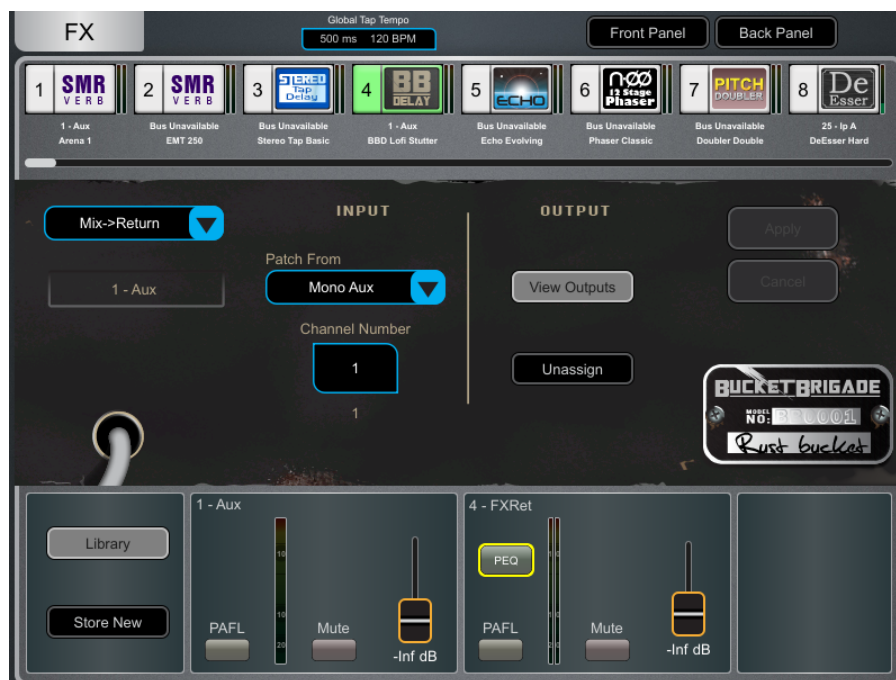 FX
Global Tap Tempo
500 ms 120 BPM
Front Panel
Back Panel
1 SMR VERB
2 SMR VERB
3 STEREO Tap Delay
4 BB DELAY
5 ECHO
6 12 Stage Phaser
7 PITCH DOUBLER
8 De Esser
1 - Aux
Arena 1
Bus Unavailable
EMT 250
Bus Unavailable
Stereo Tap Basic
1 - Aux
BBD Lofi Stutter
Bus Unavailable
Echo Evolving
Bus Unavailable
Phaser Classic
Bus Unavailable
Doubler Double
25 - Ip A
DeEsser Hard
Mix->Return
1 - Aux
INPUT
Patch From
Mono Aux
Channel Number
1
1
OUTPUT
View Outputs
Unassign
Apply
Cancel
BUCKETBRIGADE
MODEL NO: BB0001
Rust bucket
Library
Store New
1 - Aux
10
10
20
PAFL
Mute
-Inf dB
4 - FXRet
PEQ
PAFL
Mute
-Inf dB